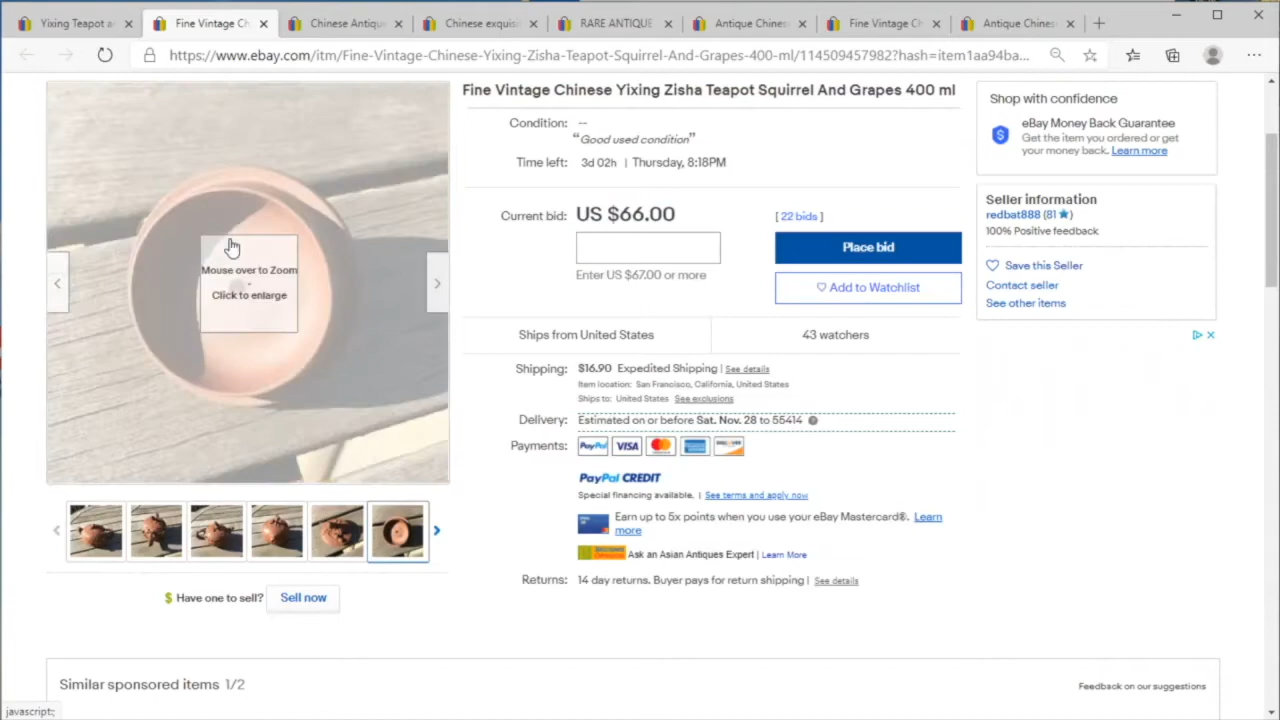 Yixing Teapot a
Fine Vintage Ch
Chinese Antiqu
Chinese exquisi
RARE ANTIQUE
Antique Chines
Fine Vintage Ch
Antique Chines
https://www.ebay.com/itm/Fine-Vintage-Chinese-Yixing-Zisha-Teapot-Squirrel-And-Grapes-400-ml/114509457982?hash=item1aa94ba...
Fine Vintage Chinese Yixing Zisha Teapot Squirrel And Grapes 400 ml
Condition: --
“Good used condition”
Time left: 3d 02h | Thursday, 8:18PM
Current bid: US $66.00 [ 22 bids ]
Place bid
Enter US $67.00 or more
Add to Watchlist
Ships from United States
43 watchers
Shipping: $16.90 Expedited Shipping | See details
Item location: San Francisco, California, United States
Ships to: United States See exclusions
Delivery: Estimated on or before Sat. Nov. 28 to 55414
Payments: PayPal VISA
PayPal CREDIT
Special financing available. | See terms and apply now
Earn up to 5x points when you use your eBay Mastercard®. Learn
more
Ask an Asian Antiques Expert | Learn More
Returns: 14 day returns. Buyer pays for return shipping | See details
Mouse over to Zoom
-
Click to enlarge
$ Have one to sell? Sell now
Shop with confidence
eBay Money Back Guarantee
Get the item you ordered or get
your money back. Learn more
Seller information
redbat888 (81)
100% Positive feedback
Save this Seller
Contact seller
See other items
Similar sponsored items 1/2
Feedback on our suggestions
javascript:;